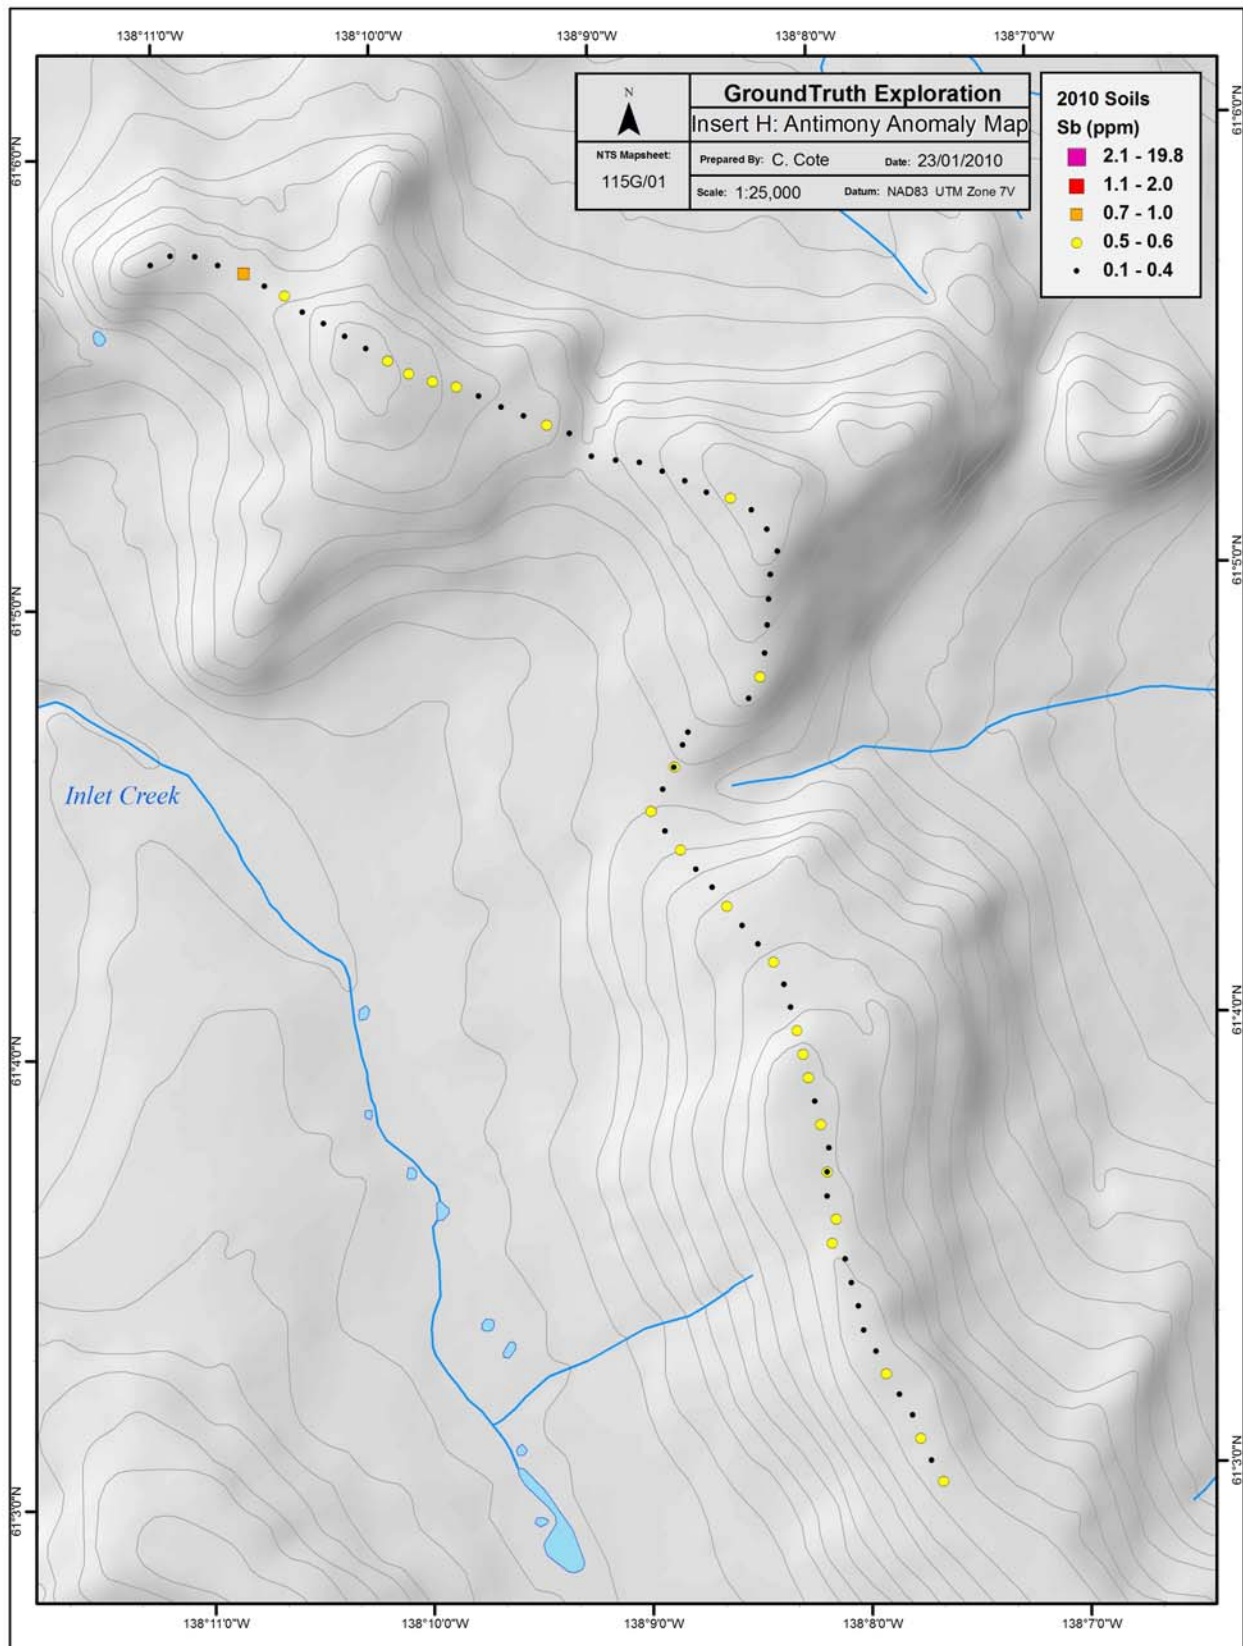 138°11'0"W 138°10'0"W 138°9'0"W 138°8'0"W 138°7'0"W
N
NTS Mapsheet:
115G/01
GroundTruth Exploration
Insert H: Antimony Anomaly Map
Prepared By: C. Cote Date: 23/01/2010
Scale: 1:25,000 Datum: NAD83 UTM Zone 7V
2010 Soils
Sb (ppm)
2.1 - 19.8
1.1 - 2.0
0.7 - 1.0
0.5 - 0.6
0.1 - 0.4
61°6'0"N
61°6'0"N
61°5'0"N
61°5'0"N
Inlet Creek
61°4'0"N
61°4'0"N
61°3'0"N
61°3'0"N
138°11'0"W 138°10'0"W 138°9'0"W 138°8'0"W 138°7'0"W